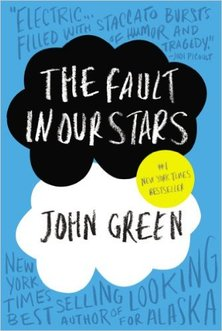 "ELECTRIC...
FILLED WITH STACCATO BURSTS
OF HUMOR AND
TRAGEDY."
-JODI PICOULT
THE FAULT
IN OUR STARS
#1
NEW YORK TIMES
BESTSELLER
JOHN GREEN
NEW
YORK
TIMES
BEST SELLING
AUTHOR OF
LOOKING
FOR ALASKA